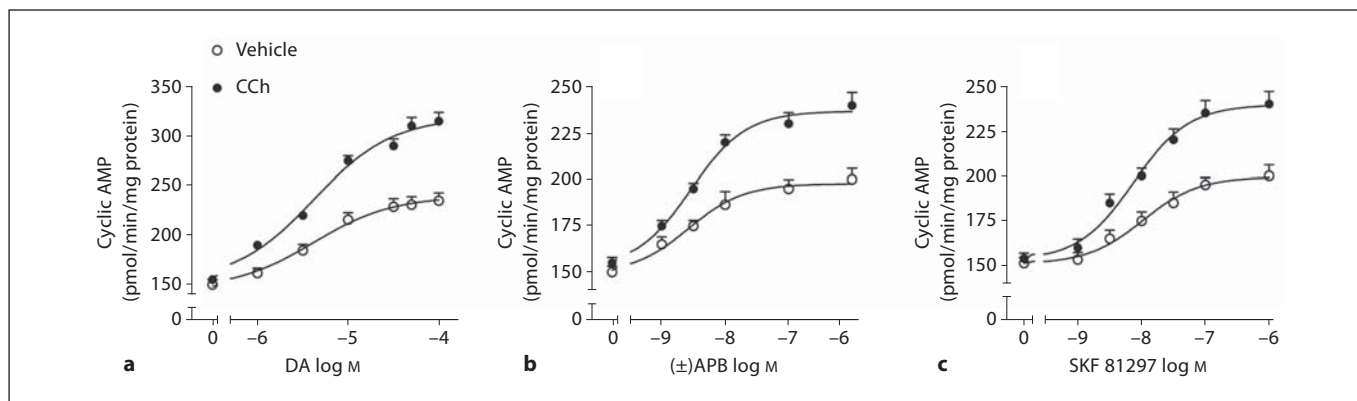 Vehicle
CCh
Cyclic AMP
(pmol/min/mg protein)
350
300
250
200
150
0
0
–6
–5
–4
a
DA log M
Cyclic AMP
(pmol/min/mg protein)
250
225
200
175
150
0
0
–9
–8
–7
–6
b
(±)APB log M
Cyclic AMP
(pmol/min/mg protein)
250
200
175
150
0
0
–9
–8
–7
–6
c
SKF 81297 log M